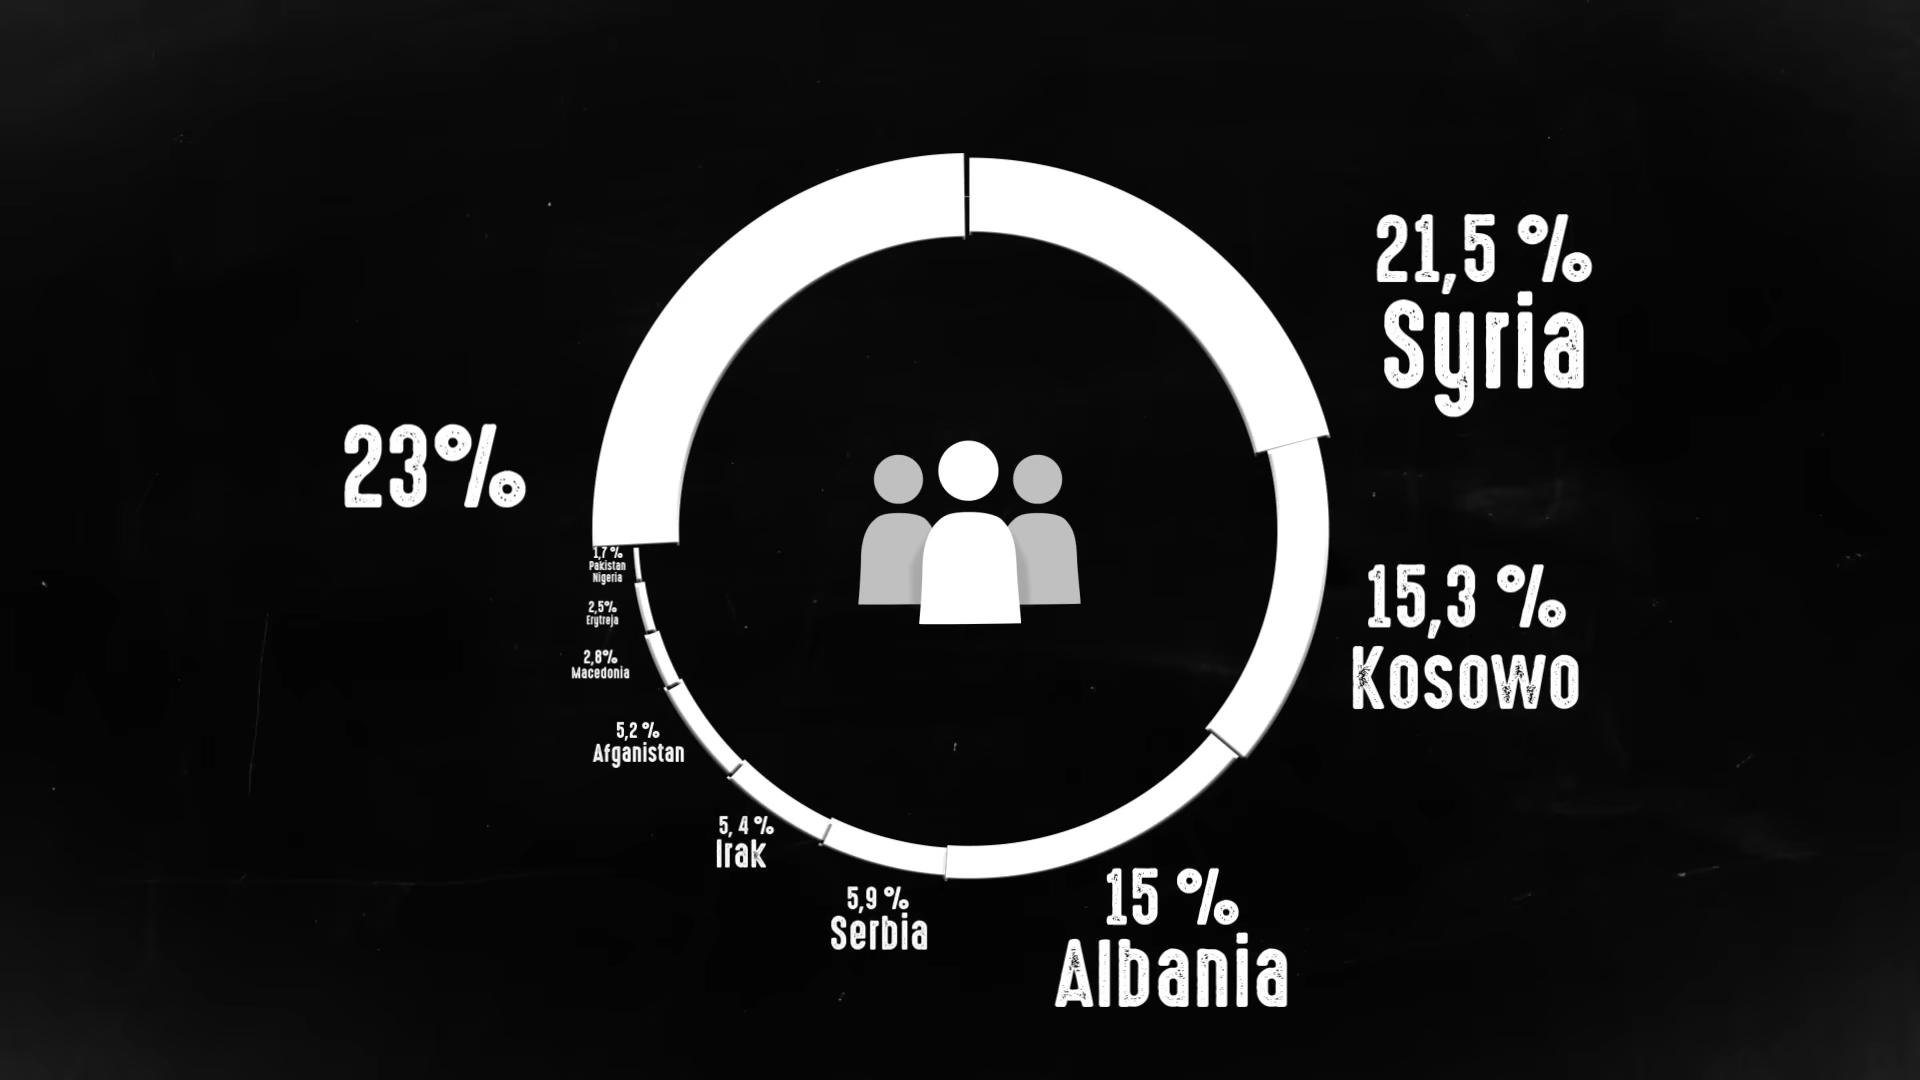 21,5 %
Syria
15,3 %
Kosowo
15 %
Albania
5,9 %
Serbia
5, 4 %
Irak
5,2 %
Afganistan
2,8%
Macedonia
2,5%
Erytreja
1,7 %
Pakistan
Nigeria
23%